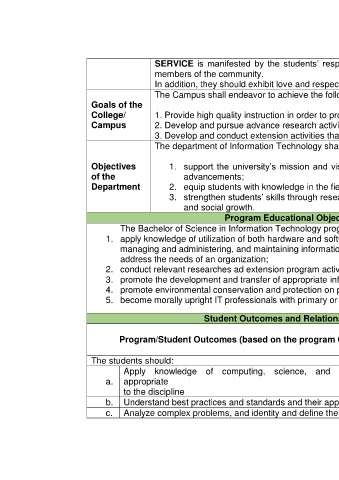 SERVICE is manifested by the students' resp
members of the community.
In addition, they should exhibit love and respec
Goals of the
College/
Campus
The Campus shall endeavor to achieve the follo
1. Provide high quality instruction in order to pro
2. Develop and pursue advance research activi
3. Develop and conduct extension activities tha
Objectives
of the
Department
The department of Information Technology sha
1. support the university's mission and vis
advancements;
2. equip students with knowledge in the fie
3. strengthen students' skills through resea
and social growth.
Program Educational Objec
The Bachelor of Science in Information Technology prog
1. apply knowledge of utilization of both hardware and soft
managing and administering, and maintaining informatio
address the needs of an organization;
2. conduct relevant researches ad extension program activ
3. promote the development and transfer of appropriate inf
4. promote environmental conservation and protection on p
5. become morally upright IT professionals with primary or
Student Outcomes and Relation
Program/Student Outcomes (based on the program
The students should:
a. Apply knowledge of computing, science, and
appropriate
to the discipline
b. Understand best practices and standards and their app
c. Analyze complex problems, and identity and define the